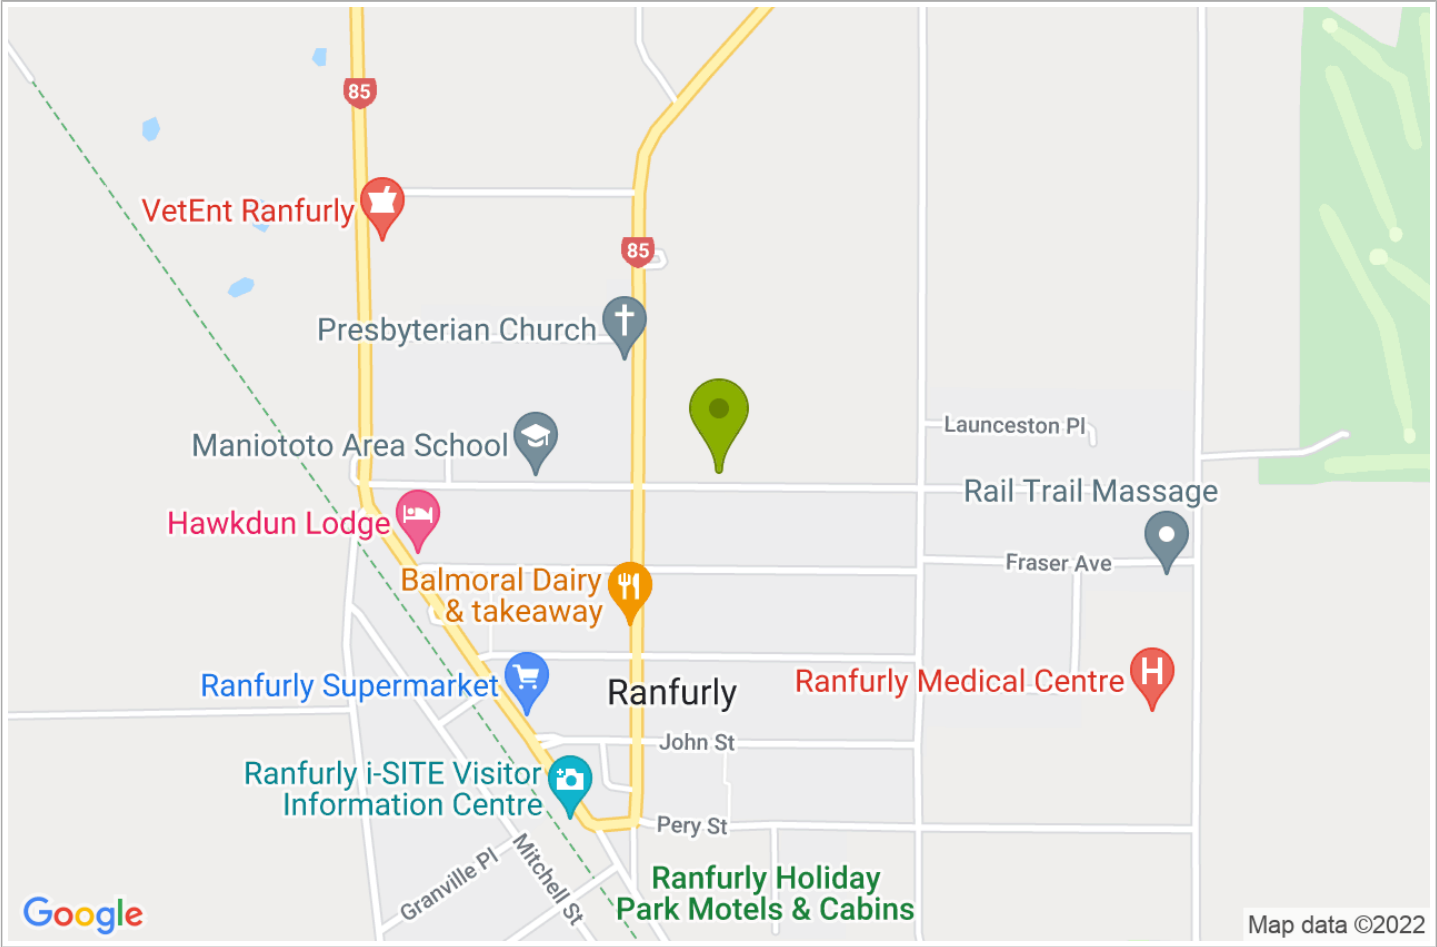 85
VetEnt Ranfurly
85
Presbyterian Church
Launceston Pl
Maniototo Area School
Rail Trail Massage
Hawkdun Lodge
Fraser Ave
Balmoral Dairy
& takeaway
H
Ranfurly Medical Centre
Ranfurly Supermarket
Ranfurly
John St
Ranfurly i-SITE Visitor
Information Centre
Pery St
Mitchell St
Granville Pl
Ranfurly Holiday
Park Motels & Cabins
Google
Map data ©2022